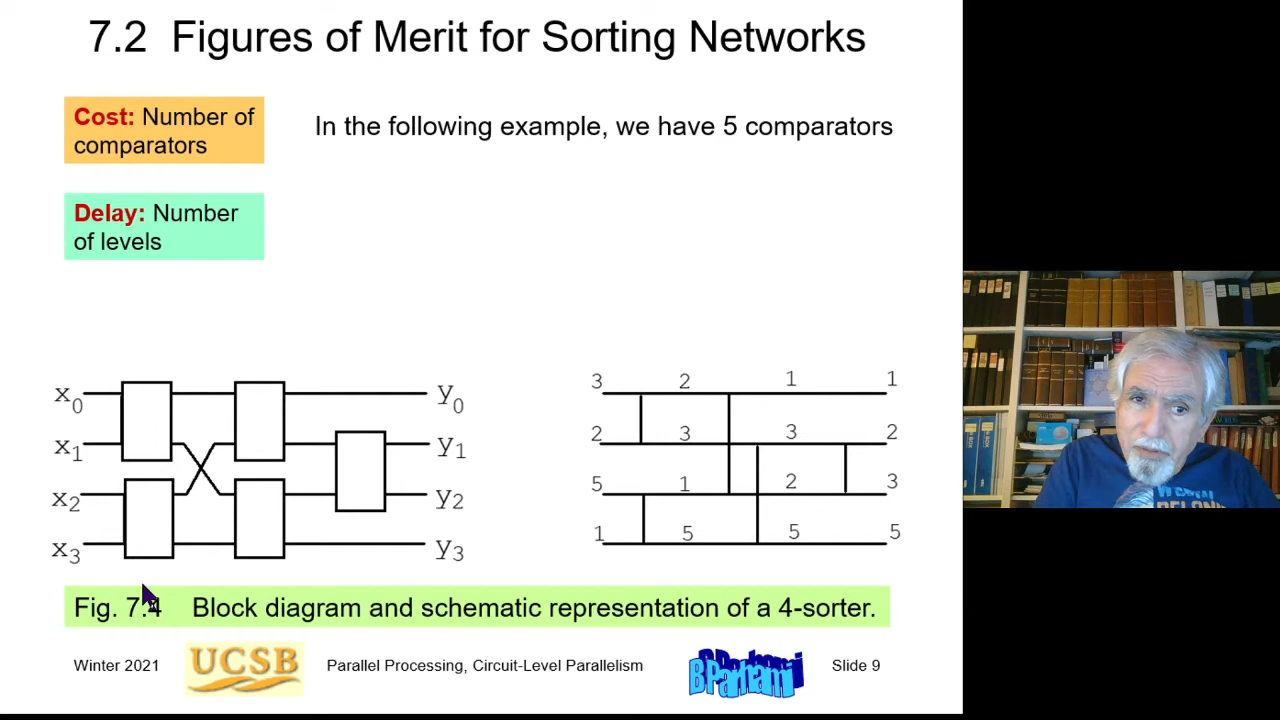 7.2 Figures of Merit for Sorting Networks
Cost: Number of
comparators
In the following example, we have 5 comparators
Delay: Number
of levels
x0 y0
x1 y1
x2 y2
x3 y3
3 2 1 1
2 3 3 2
5 1 2 3
1 5 5 5
Fig. 7.4 Block diagram and schematic representation of a 4-sorter.
Winter 2021 UCSB Parallel Processing, Circuit-Level Parallelism B Parhami Slide 9